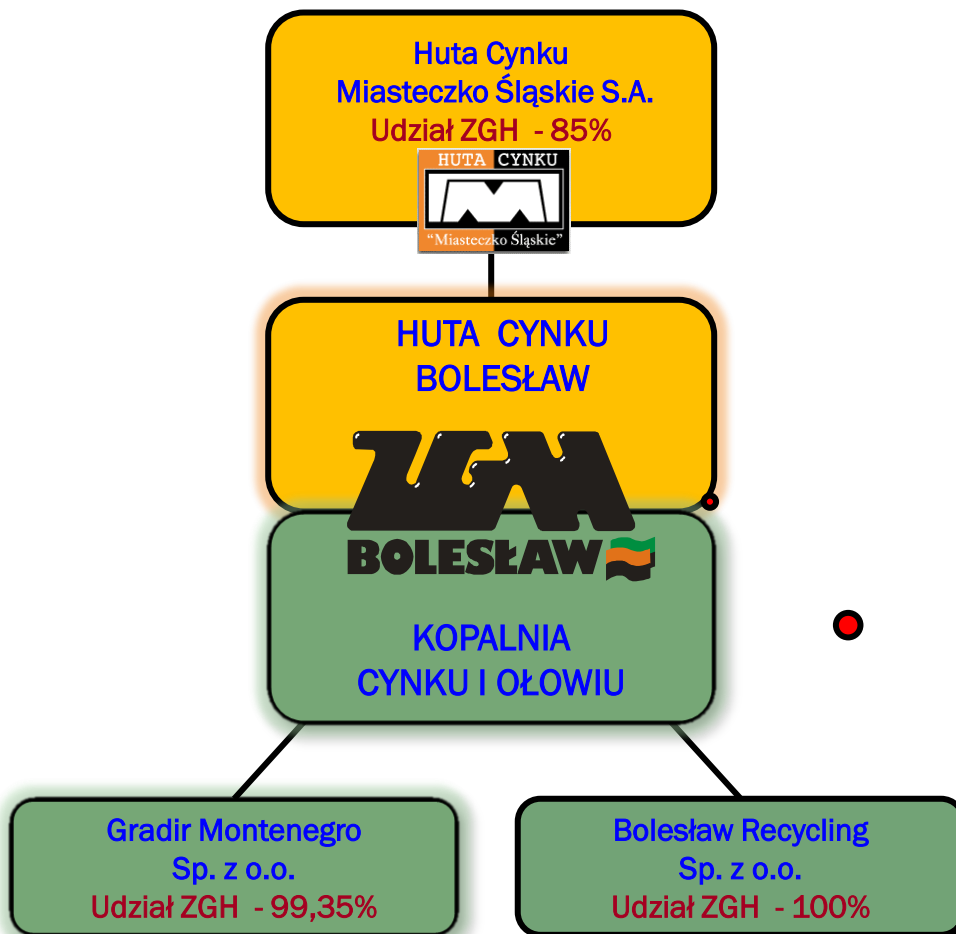 Huta Cynku
Miasteczko Śląskie S.A.
Udział ZGH - 85%
HUTA CYNKU
"Miasteczko Śląskie”
HUTA CYNKU
BOLESŁAW
ZGH
BOLESŁAW
KOPALNIA
CYNKU I OŁOWIU
Gradir Montenegro
Sp. z o.o.
Udział ZGH - 99,35%
Bolesław Recycling
Sp. z o.o.
Udział ZGH - 100%